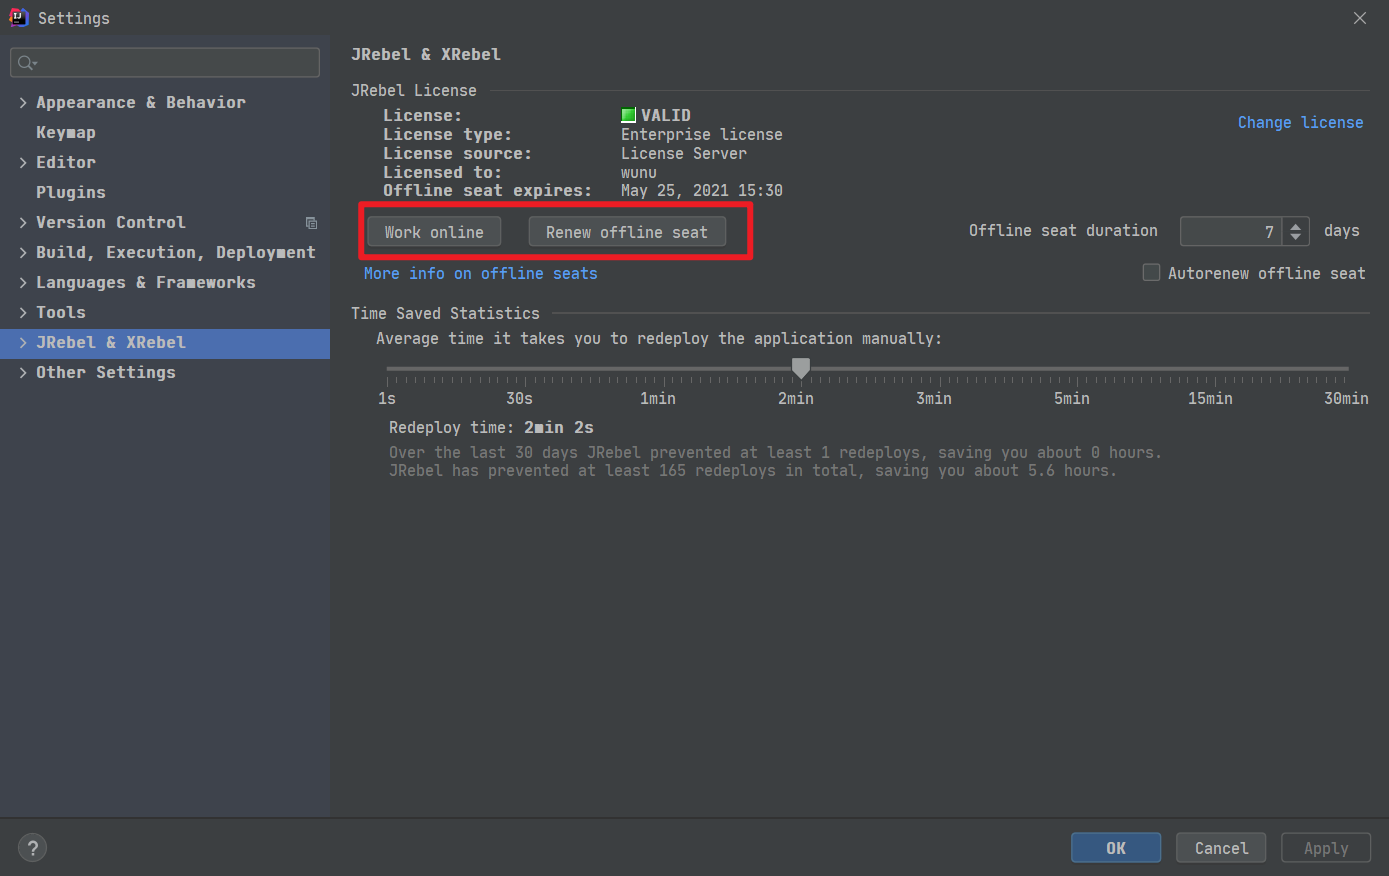 Settings
Appearance & Behavior
Keymap
Editor
Plugins
Version Control
Build, Execution, Deployment
Languages & Frameworks
Tools
JRebel & XRebel
Other Settings
JRebel & XRebel
JRebel License
License: VALID
Change license
License type: Enterprise license
License source: License Server
Licensed to: wunu
Offline seat expires: May 25, 2021 15:30
Work online Renew offline seat Offline seat duration 7 days
More info on offline seats Autorenew offline seat
Time Saved Statistics
Average time it takes you to redeploy the application manually:
1s 30s 1min 2min 3min 5min 15min 30min
Redeploy time: 2min 2s
Over the last 30 days JRebel prevented at least 1 redeploys, saving you about 0 hours.
JRebel has prevented at least 165 redeploys in total, saving you about 5.6 hours.
? OK Cancel Apply